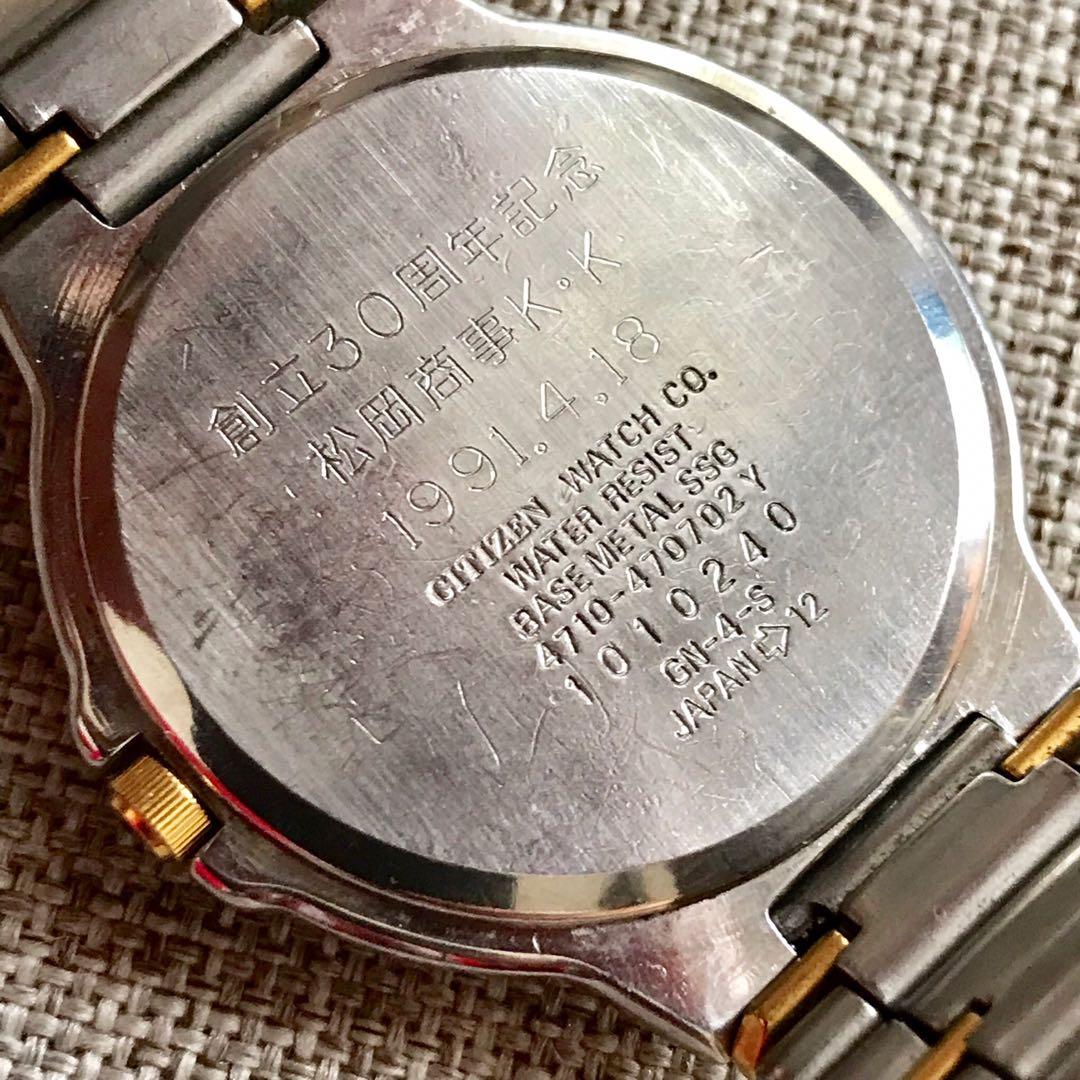 創立30周年記念
松岡商事K.K
1991.4.18
CITIZEN WATCH CO.
WATER RESIST
BASE METAL SSG
4710-470702Y
1010240
GN-4-S
JAPAN⇨12